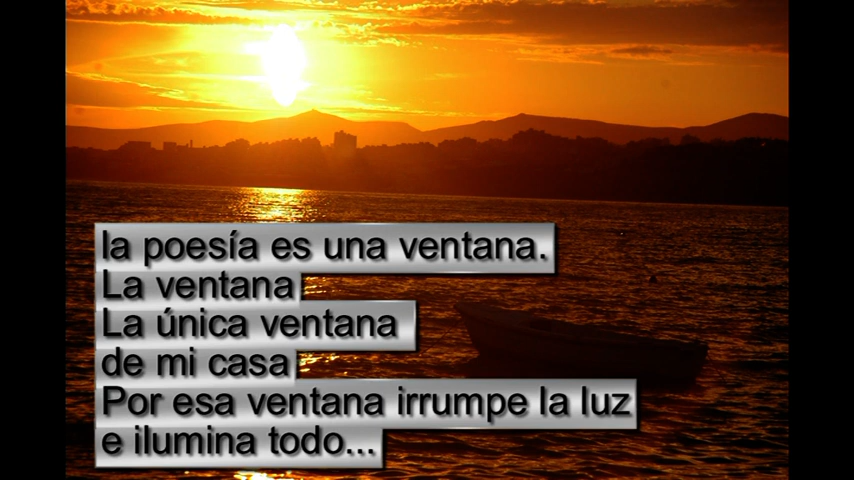 la poesía es una ventana.
La ventana
La única ventana
de mi casa
Por esa ventana irrumpe la luz
e ilumina todo...